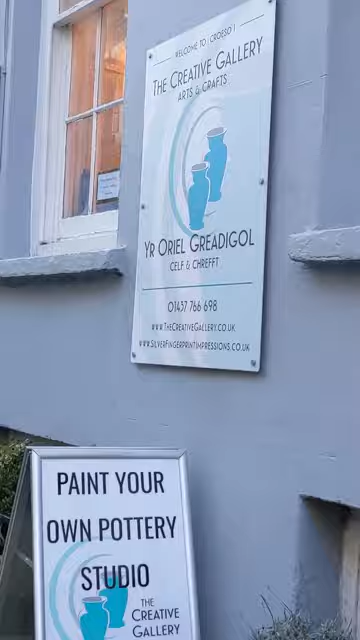 WELCOME TO | CROESO I
THE CREATIVE GALLERY
ARTS & CRAFTS
YR ORIEL GREADIGOL
CELF & CHREFFT
01437 766 698
WWW.THECREATIVEGALLERY.CO.UK
WWW.SILVERFINGERPRINTIMPRESSIONS.CO.UK
PAINT YOUR
OWN POTTERY
STUDIO
THE
CREATIVE
GALLERY